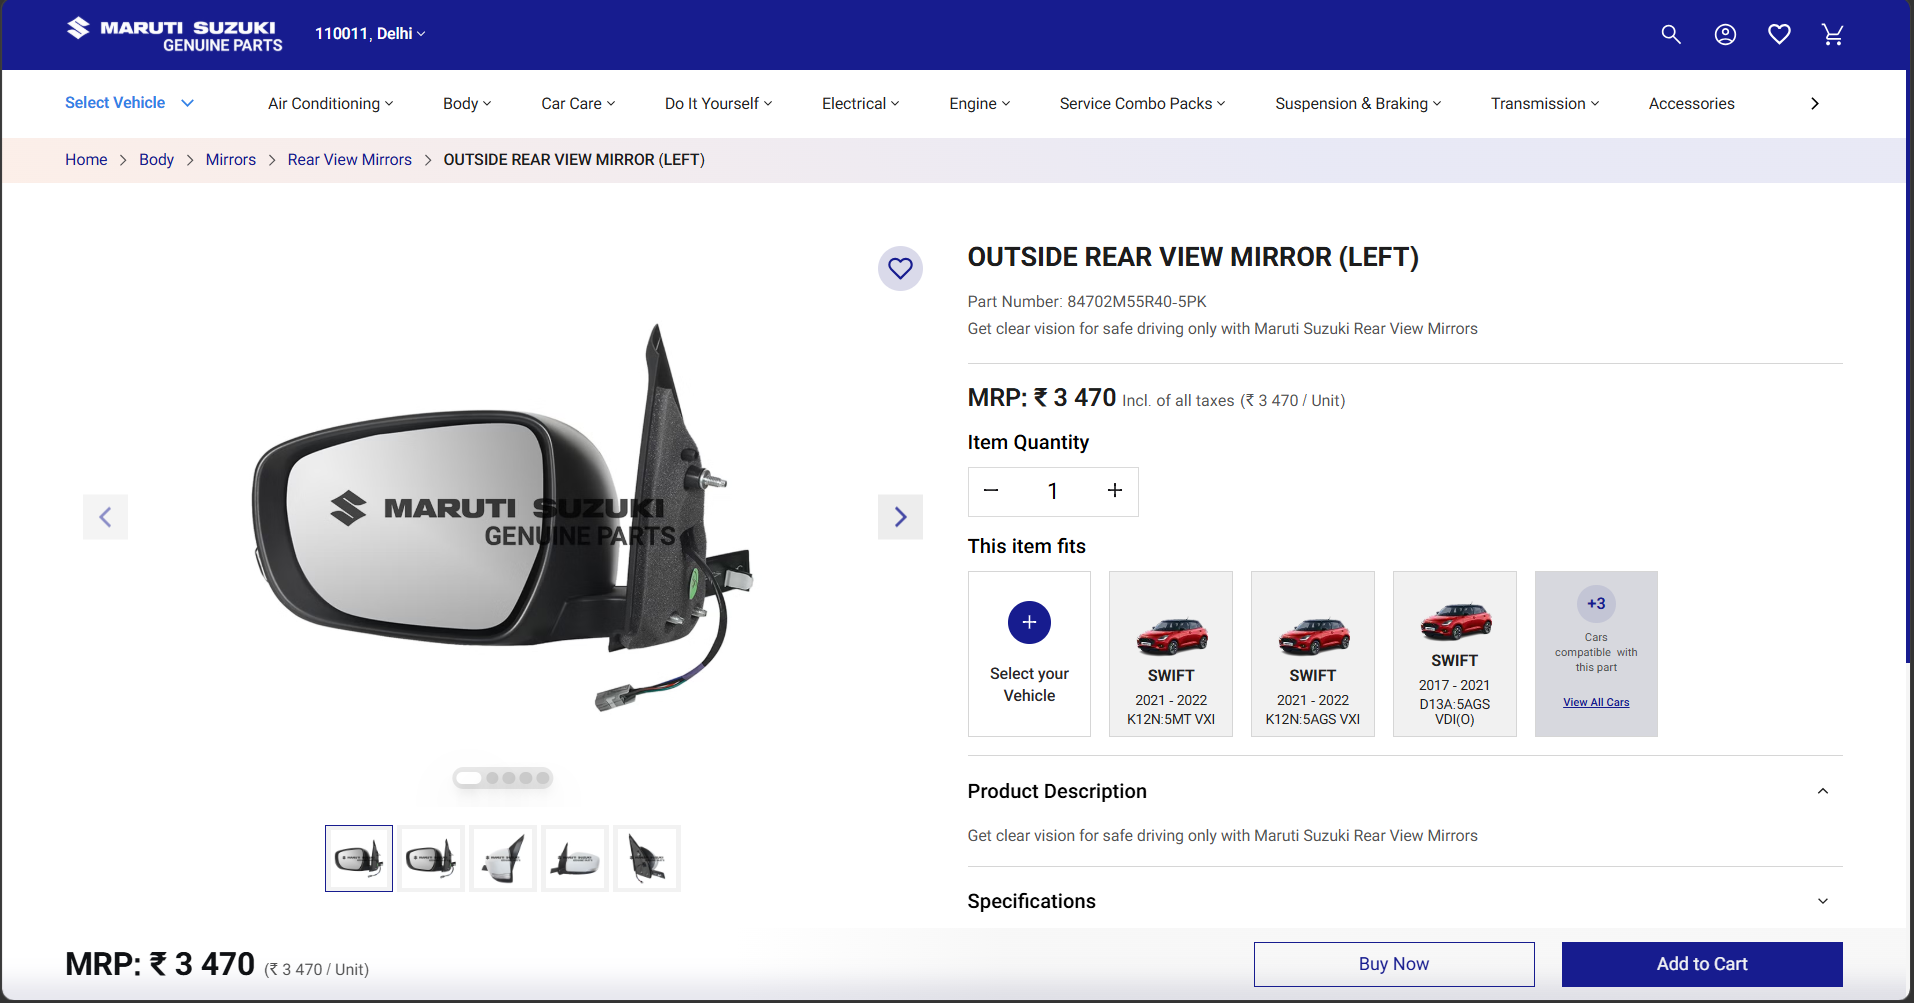 MARUTI SUZUKI
GENUINE PARTS
110011, Delhi
Select Vehicle
Air Conditioning
Body
Car Care
Do It Yourself
Electrical
Engine
Service Combo Packs
Suspension & Braking
Transmission
Accessories
Home > Body > Mirrors > Rear View Mirrors > OUTSIDE REAR VIEW MIRROR (LEFT)
MARUTI SUZUKI
GENUINE PARTS
OUTSIDE REAR VIEW MIRROR (LEFT)
Part Number: 84702M55R40-5PK
Get clear vision for safe driving only with Maruti Suzuki Rear View Mirrors
MRP: ₹ 3 470 Incl. of all taxes (₹ 3 470 / Unit)
Item Quantity
− 1 +
This item fits
+
Select your
Vehicle
SWIFT
2021 - 2022
K12N:5MT VXI
SWIFT
2021 - 2022
K12N:5AGS VXI
SWIFT
2017 - 2021
D13A:5AGS
VDI(O)
+3
Cars
compatible with
this part
View All Cars
Product Description
Get clear vision for safe driving only with Maruti Suzuki Rear View Mirrors
Specifications
MRP: ₹ 3 470 (₹ 3 470 / Unit)
Buy Now
Add to Cart